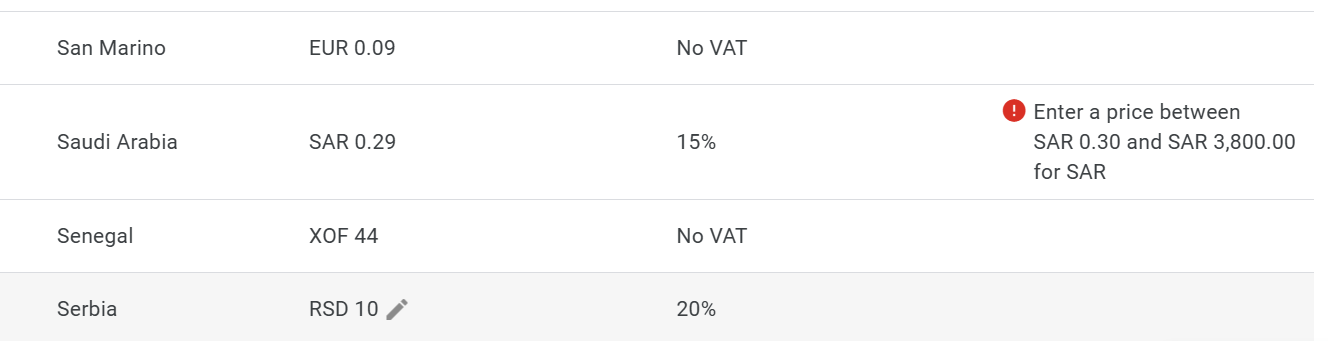 San Marino EUR 0.09 No VAT
Saudi Arabia SAR 0.29 15% Enter a price between
SAR 0.30 and SAR 3,800.00
for SAR
Senegal XOF 44 No VAT
Serbia RSD 10 20%